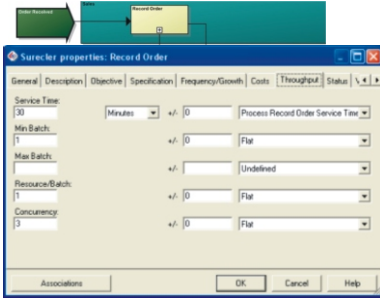 Order Received
Sales
Record Order
Surecler properties: Record Order
General Description Objective Specification Frequency/Growth Costs Throughput Status
Service Time:
30 Minutes +/- 0 Process Record Order Service Time
Min Batch:
1 +/- 0 Flat
Max Batch:
+/- Undefined
Resource/Batch:
1 +/- 0 Flat
Concurrency:
3 +/- 0 Flat
Associations OK Cancel Help